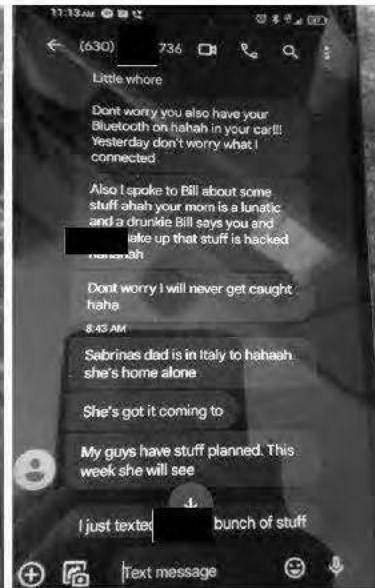 11:13AM
(630) 736
Little whore
Dont worry you also have your
Bluetooth on hahah in your car!!!
Yesterday don't worry what I
connected
Also I spoke to Bill about some
stuff ahah your mom is a lunatic
and a drunkie Bill says you and
ake up that stuff is hacked
hahahah
Dont worry I will never get caught
haha
8:43 AM
Sabrinas dad is in Italy to hahaah
she's home alone
She's got it coming to
My guys have stuff planned. This
week she will see
I just texted bunch of stuff
Text message